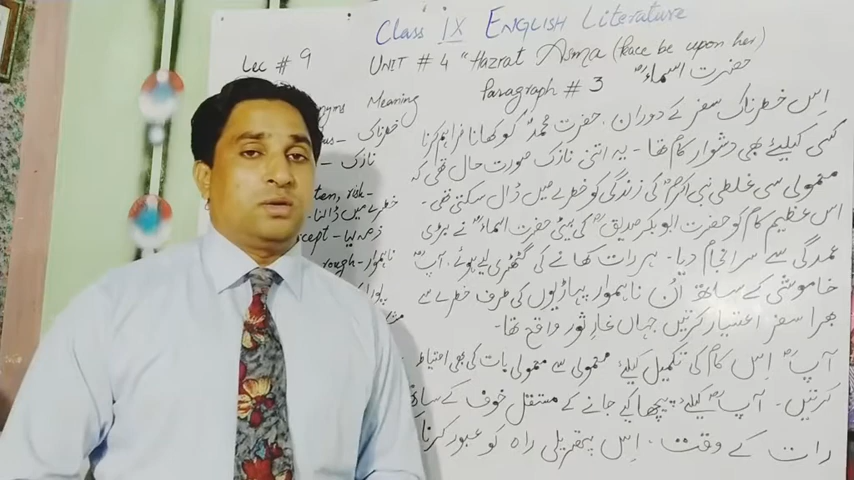 Class IX ENGLISH Literature
Lec # 9
UNIT # 4 "Hazrat Asma (Peace be upon her)
حضرت اسماءؓ
Meaning
Paragraph # 3
خطرناک
نازک
risk
خطرے میں ڈالنا
ذمہ لیا
rough
ناہموار
اِس خطرناک سفر کے دوران، حضرت محمدؐ کو کھانا فراہم کرنا
کسی کیلئے بھی دشوار کام تھا۔ یہ اتنی نازک صورت حال تھی کہ
معمولی سی غلطی نبی اکرمؐ کی زندگی کو خطرے میں ڈال سکتی تھی۔
اس عظیم کام کو حضرت ابوبکر صدیقؓ کی بیٹی حضرت اسماءؓ نے بڑی
عمدگی سے سرانجام دیا۔ ہر رات کھانے کی گٹھڑی لیے ہوئے، آپؓ
خاموشی کے ساتھ اُن ناہموار پہاڑیوں کی طرف خطرے سے
بھرا سفر اختیار کرتیں جہاں غارِ ثور واقع تھا۔
آپؓ اِس کام کی تکمیل کیلئے معمولی سے معمولی بات کی بھی احتیاط
کرتیں۔ آپؓ کیلئے پیچھا کیے جانے کے مستقل خوف کے ساتھ
رات کے وقت، اِس پتھریلی راہ کو عبور کرنا